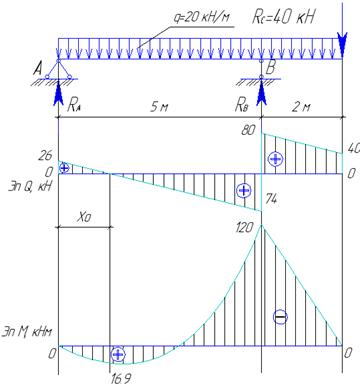 q=20 кН/м
Rc=40 кН
A
B
RA
5 м
RB
2 м
80
26
40
0
Эп Q, кН
0
74
X0
120
Эп М, кНм
0
0
16.9